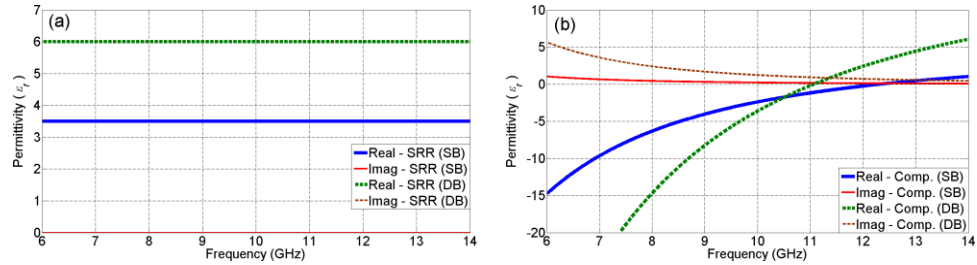 (a)
7
6
5
4
3
2
1
0
Permittivity (εr)
Real - SRR (SB)
Imag - SRR (SB)
Real - SRR (DB)
Imag - SRR (DB)
6 7 8 9 10 11 12 13 14
Frequency (GHz)
(b)
10
5
0
-5
-10
-15
-20
Permittivity (εr)
Real - Comp. (SB)
Imag - Comp. (SB)
Real - Comp. (DB)
Imag - Comp. (DB)
6 7 8 9 10 11 12 13 14
Frequency (GHz)